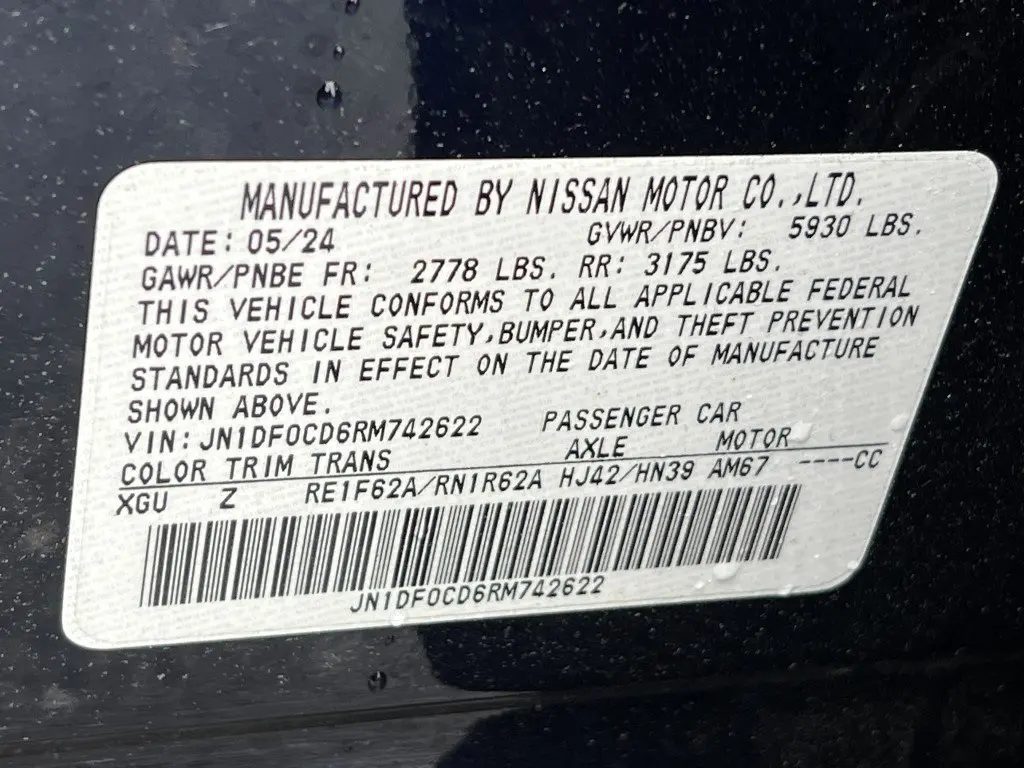 MANUFACTURED BY NISSAN MOTOR CO.,LTD.
DATE: 05/24 GVWR/PNBV: 5930 LBS.
GAWR/PNBE FR: 2778 LBS. RR: 3175 LBS.
THIS VEHICLE CONFORMS TO ALL APPLICABLE FEDERAL
MOTOR VEHICLE SAFETY,BUMPER,AND THEFT PREVENTION
STANDARDS IN EFFECT ON THE DATE OF MANUFACTURE
SHOWN ABOVE.
VIN: JN1DF0CD6RM742622 PASSENGER CAR
COLOR TRIM TRANS AXLE MOTOR
XGU Z RE1F62A/RN1R62A HJ42/HN39 AM67 ----CC
JN1DF0CD6RM742622